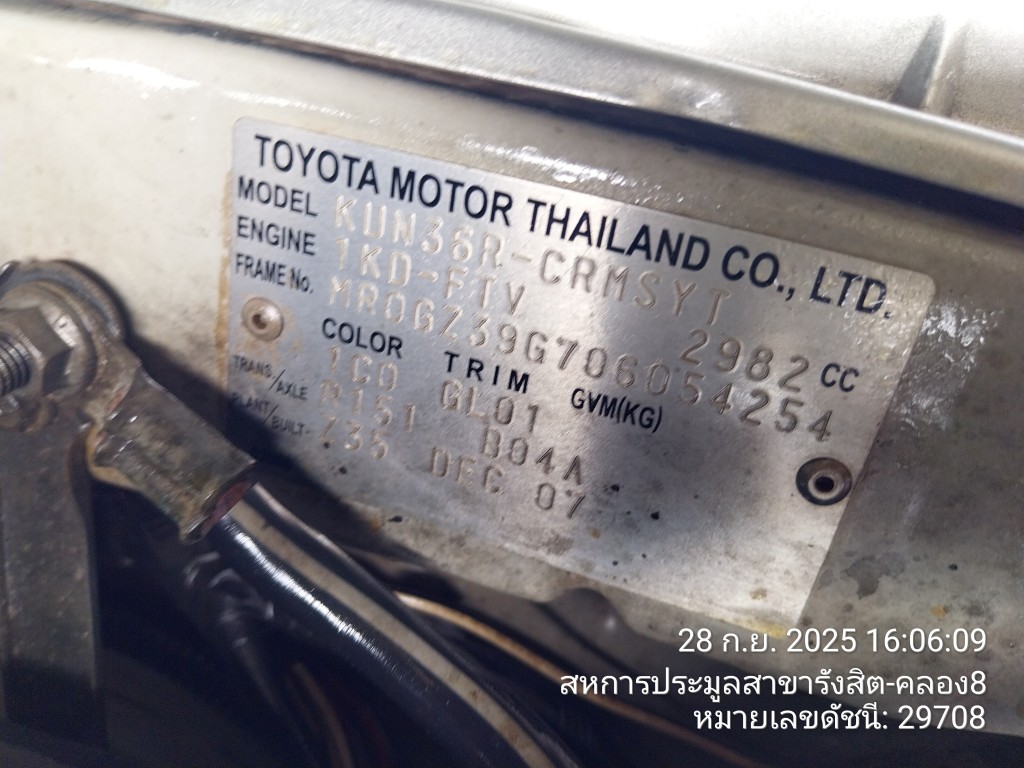 TOYOTA MOTOR THAILAND CO., LTD.
MODEL KUN36R-CRMSYT
ENGINE 1KD-FTV 2982 CC
FRAME No. MR0GZ39G706054254
COLOR TRIM GVM(KG)
1C0 GL01
TRANS/AXLE R151 B04A
PLANT/BUILT- Z35 DEC 07
28 ก.ย. 2025 16:06:09
สหการประมูลสาขารังสิต-คลอง8
หมายเลขดัชนี: 29708